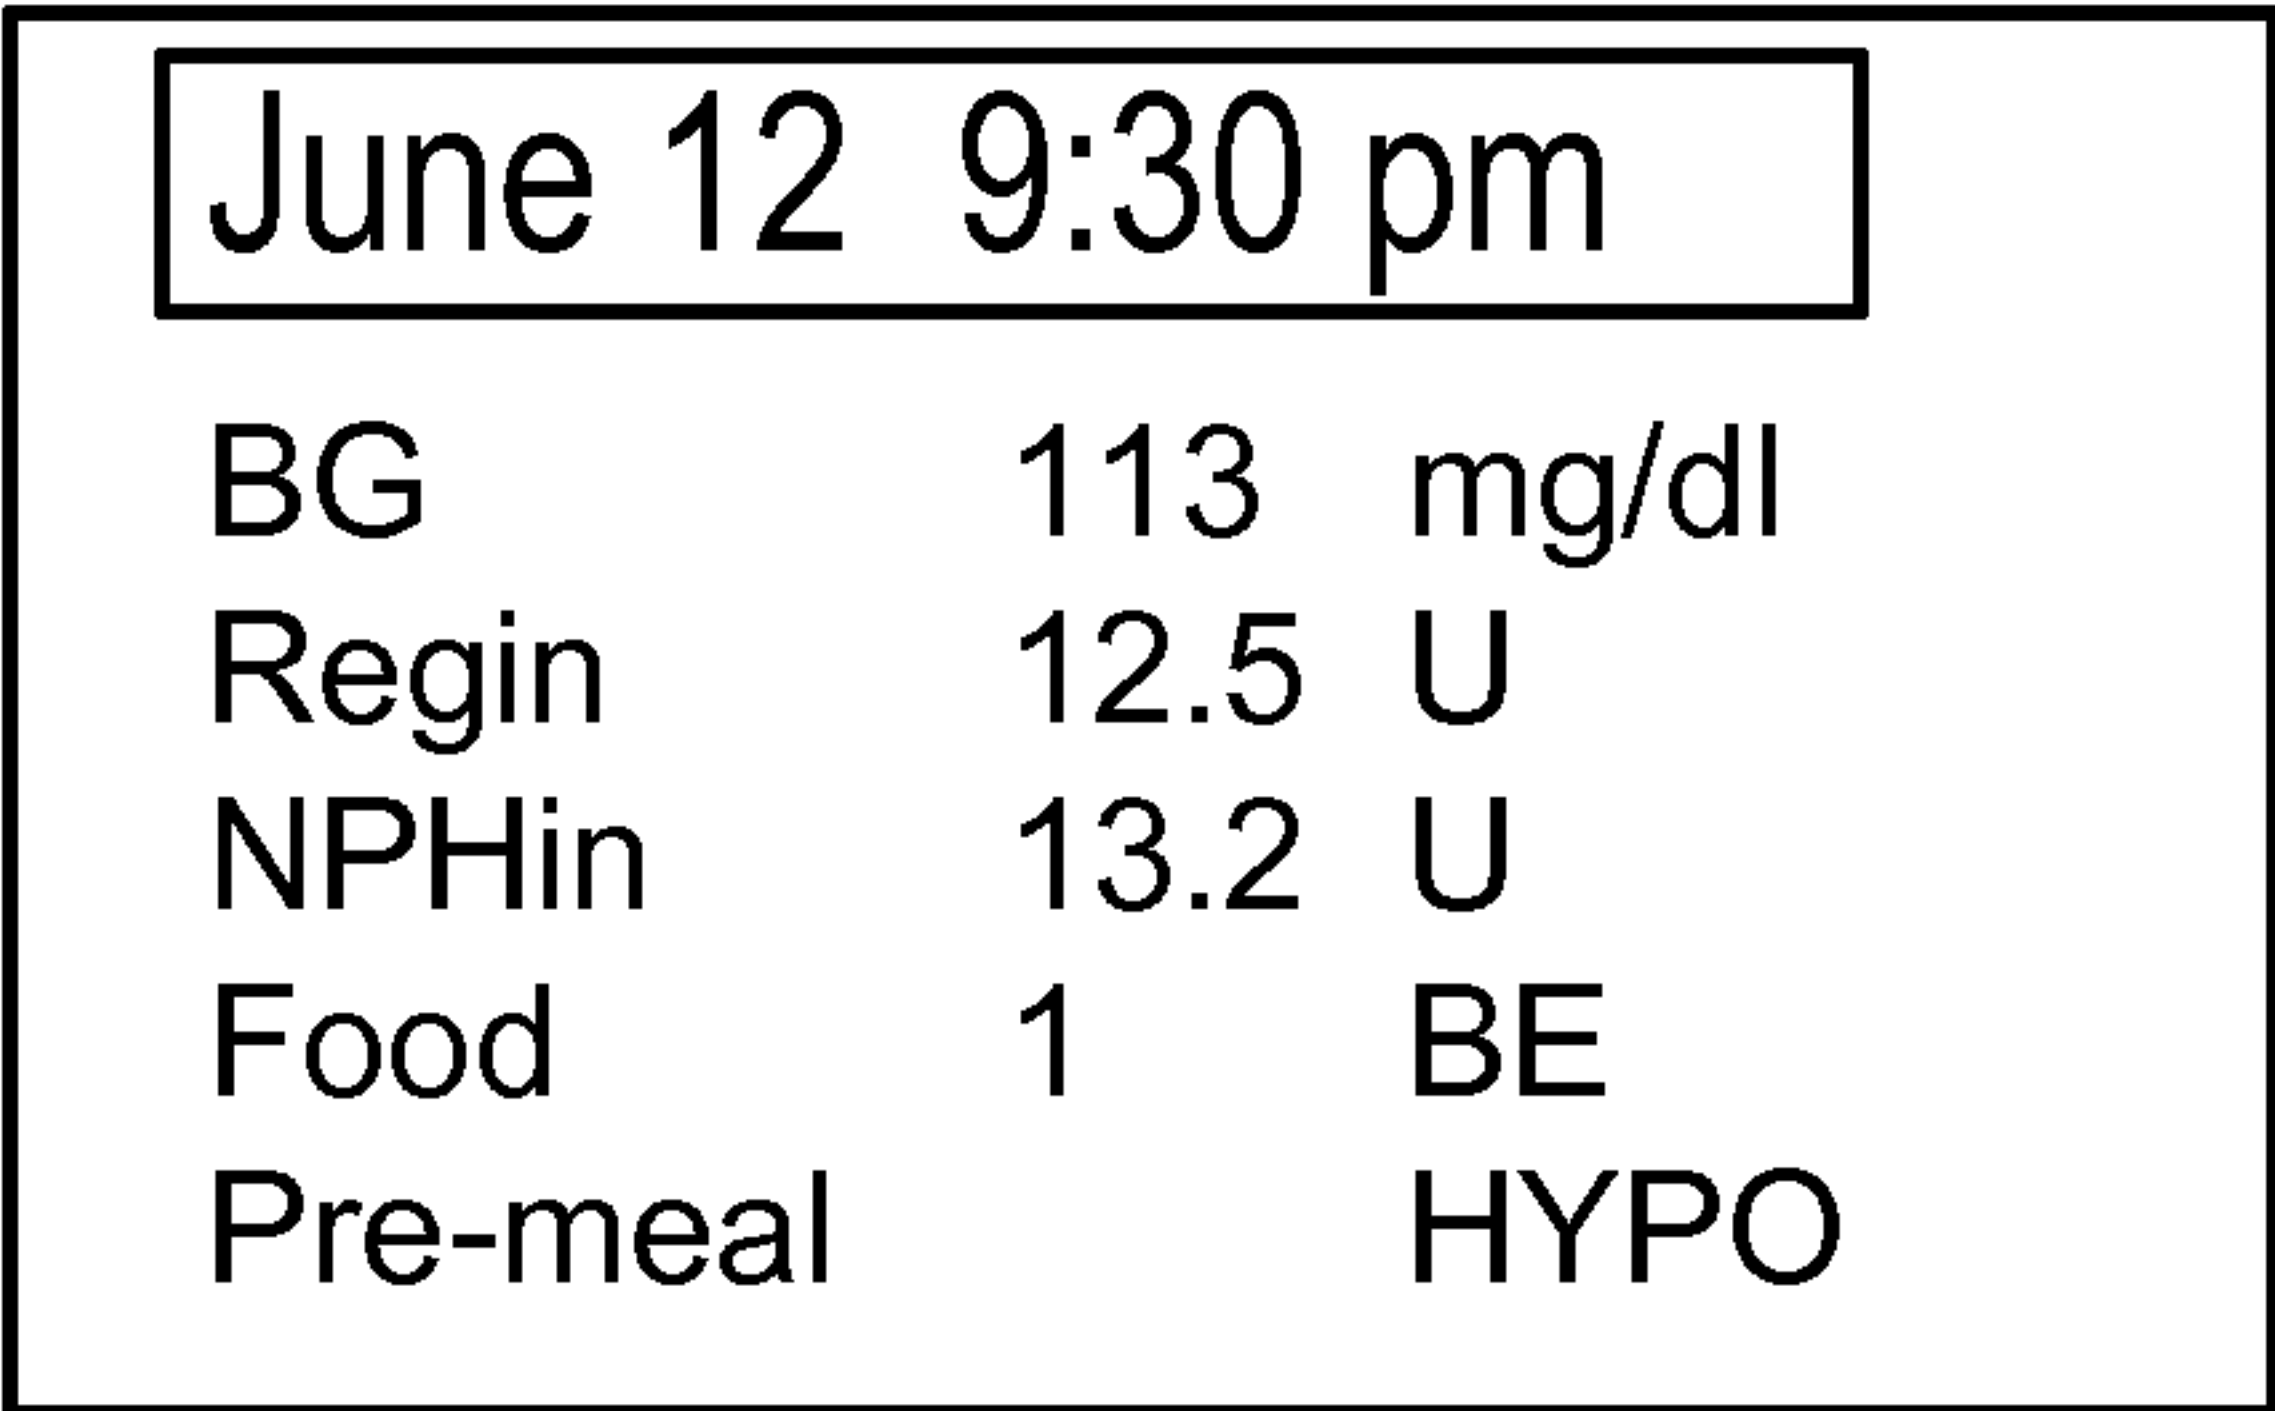 June 12 9:30 pm
BG 113 mg/dl
Regin 12.5 U
NPHin 13.2 U
Food 1 BE
Pre-meal HYPO